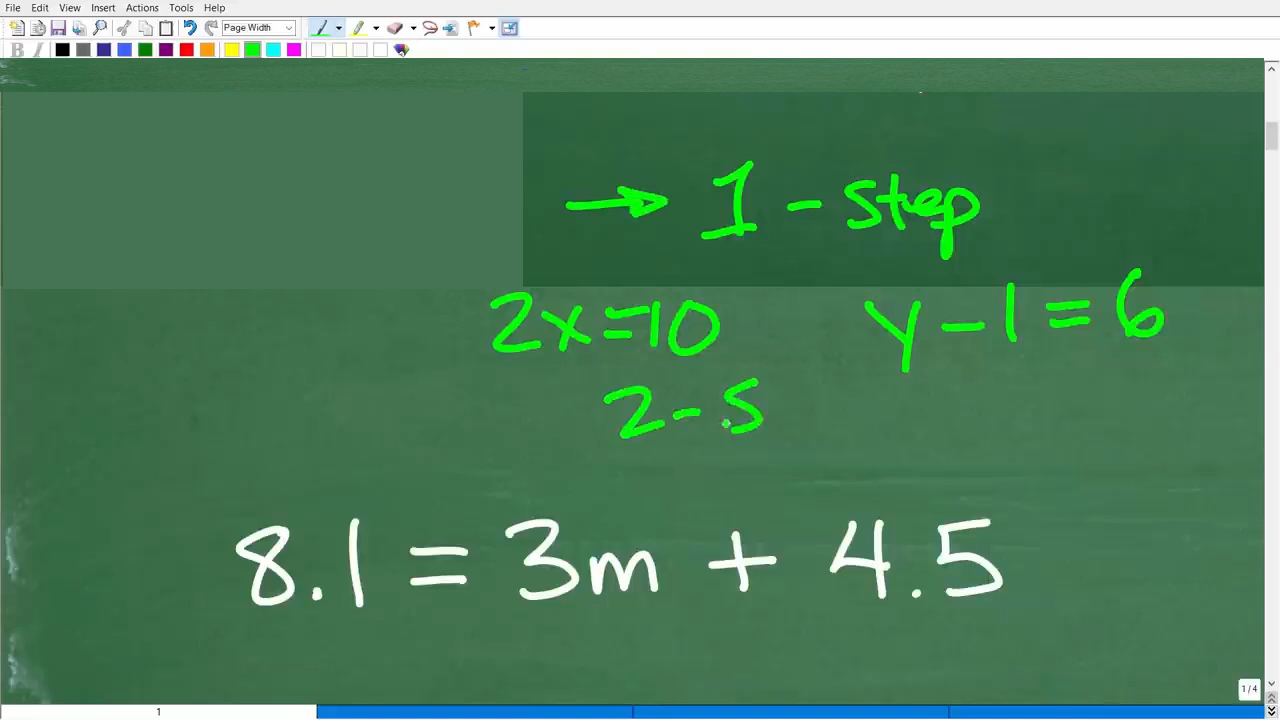 File Edit View Insert Actions Tools Help
Page Width
B I
→ 1 - step
2x=10 y-1=6
2-s
8.1 = 3m + 4.5
1/4
1